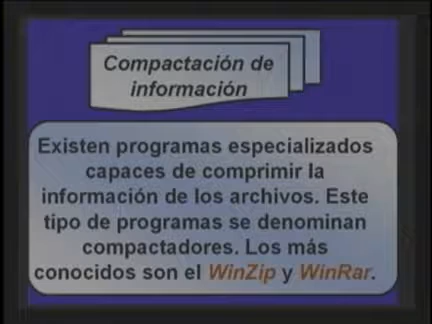 Compactación de
información
Existen programas especializados
capaces de comprimir la
información de los archivos. Este
tipo de programas se denominan
compactadores. Los más
conocidos son el WinZip y WinRar.